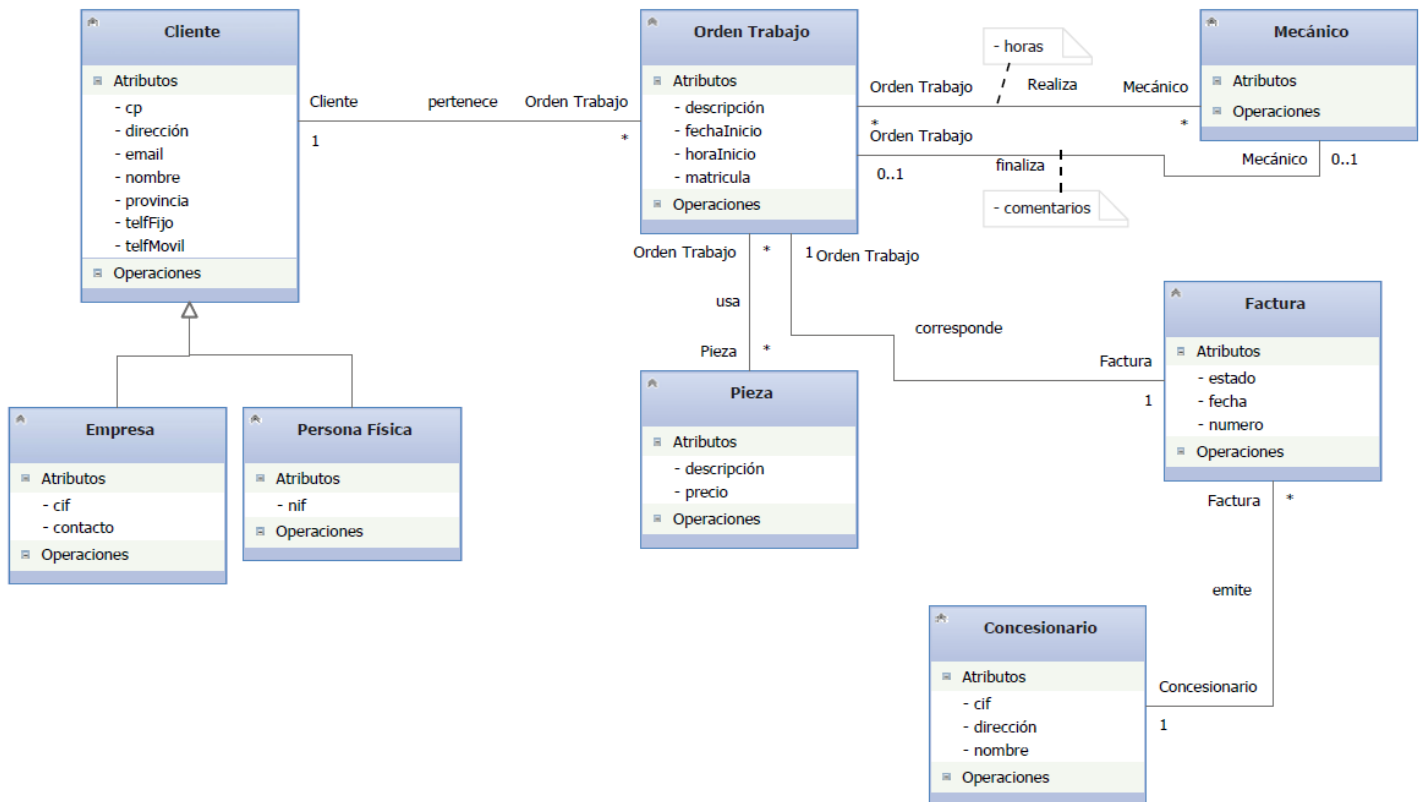 Cliente
Atributos
- cp
- dirección
- email
- nombre
- provincia
- telfFijo
- telfMovil
Operaciones
Cliente pertenece Orden Trabajo
1 *
Orden Trabajo
Atributos
- descripción
- fechaInicio
- horaInicio
- matricula
Operaciones
- horas
Orden Trabajo Realiza Mecánico
* *
Orden Trabajo
0..1 finaliza Mecánico 0..1
- comentarios
Mecánico
Atributos
Operaciones
Orden Trabajo *
usa
Pieza *
1 Orden Trabajo
corresponde
Factura
1
Factura
Atributos
- estado
- fecha
- numero
Operaciones
Empresa
Atributos
- cif
- contacto
Operaciones
Persona Física
Atributos
- nif
Operaciones
Pieza
Atributos
- descripción
- precio
Operaciones
Factura *
emite
Concesionario
1
Concesionario
Atributos
- cif
- dirección
- nombre
Operaciones